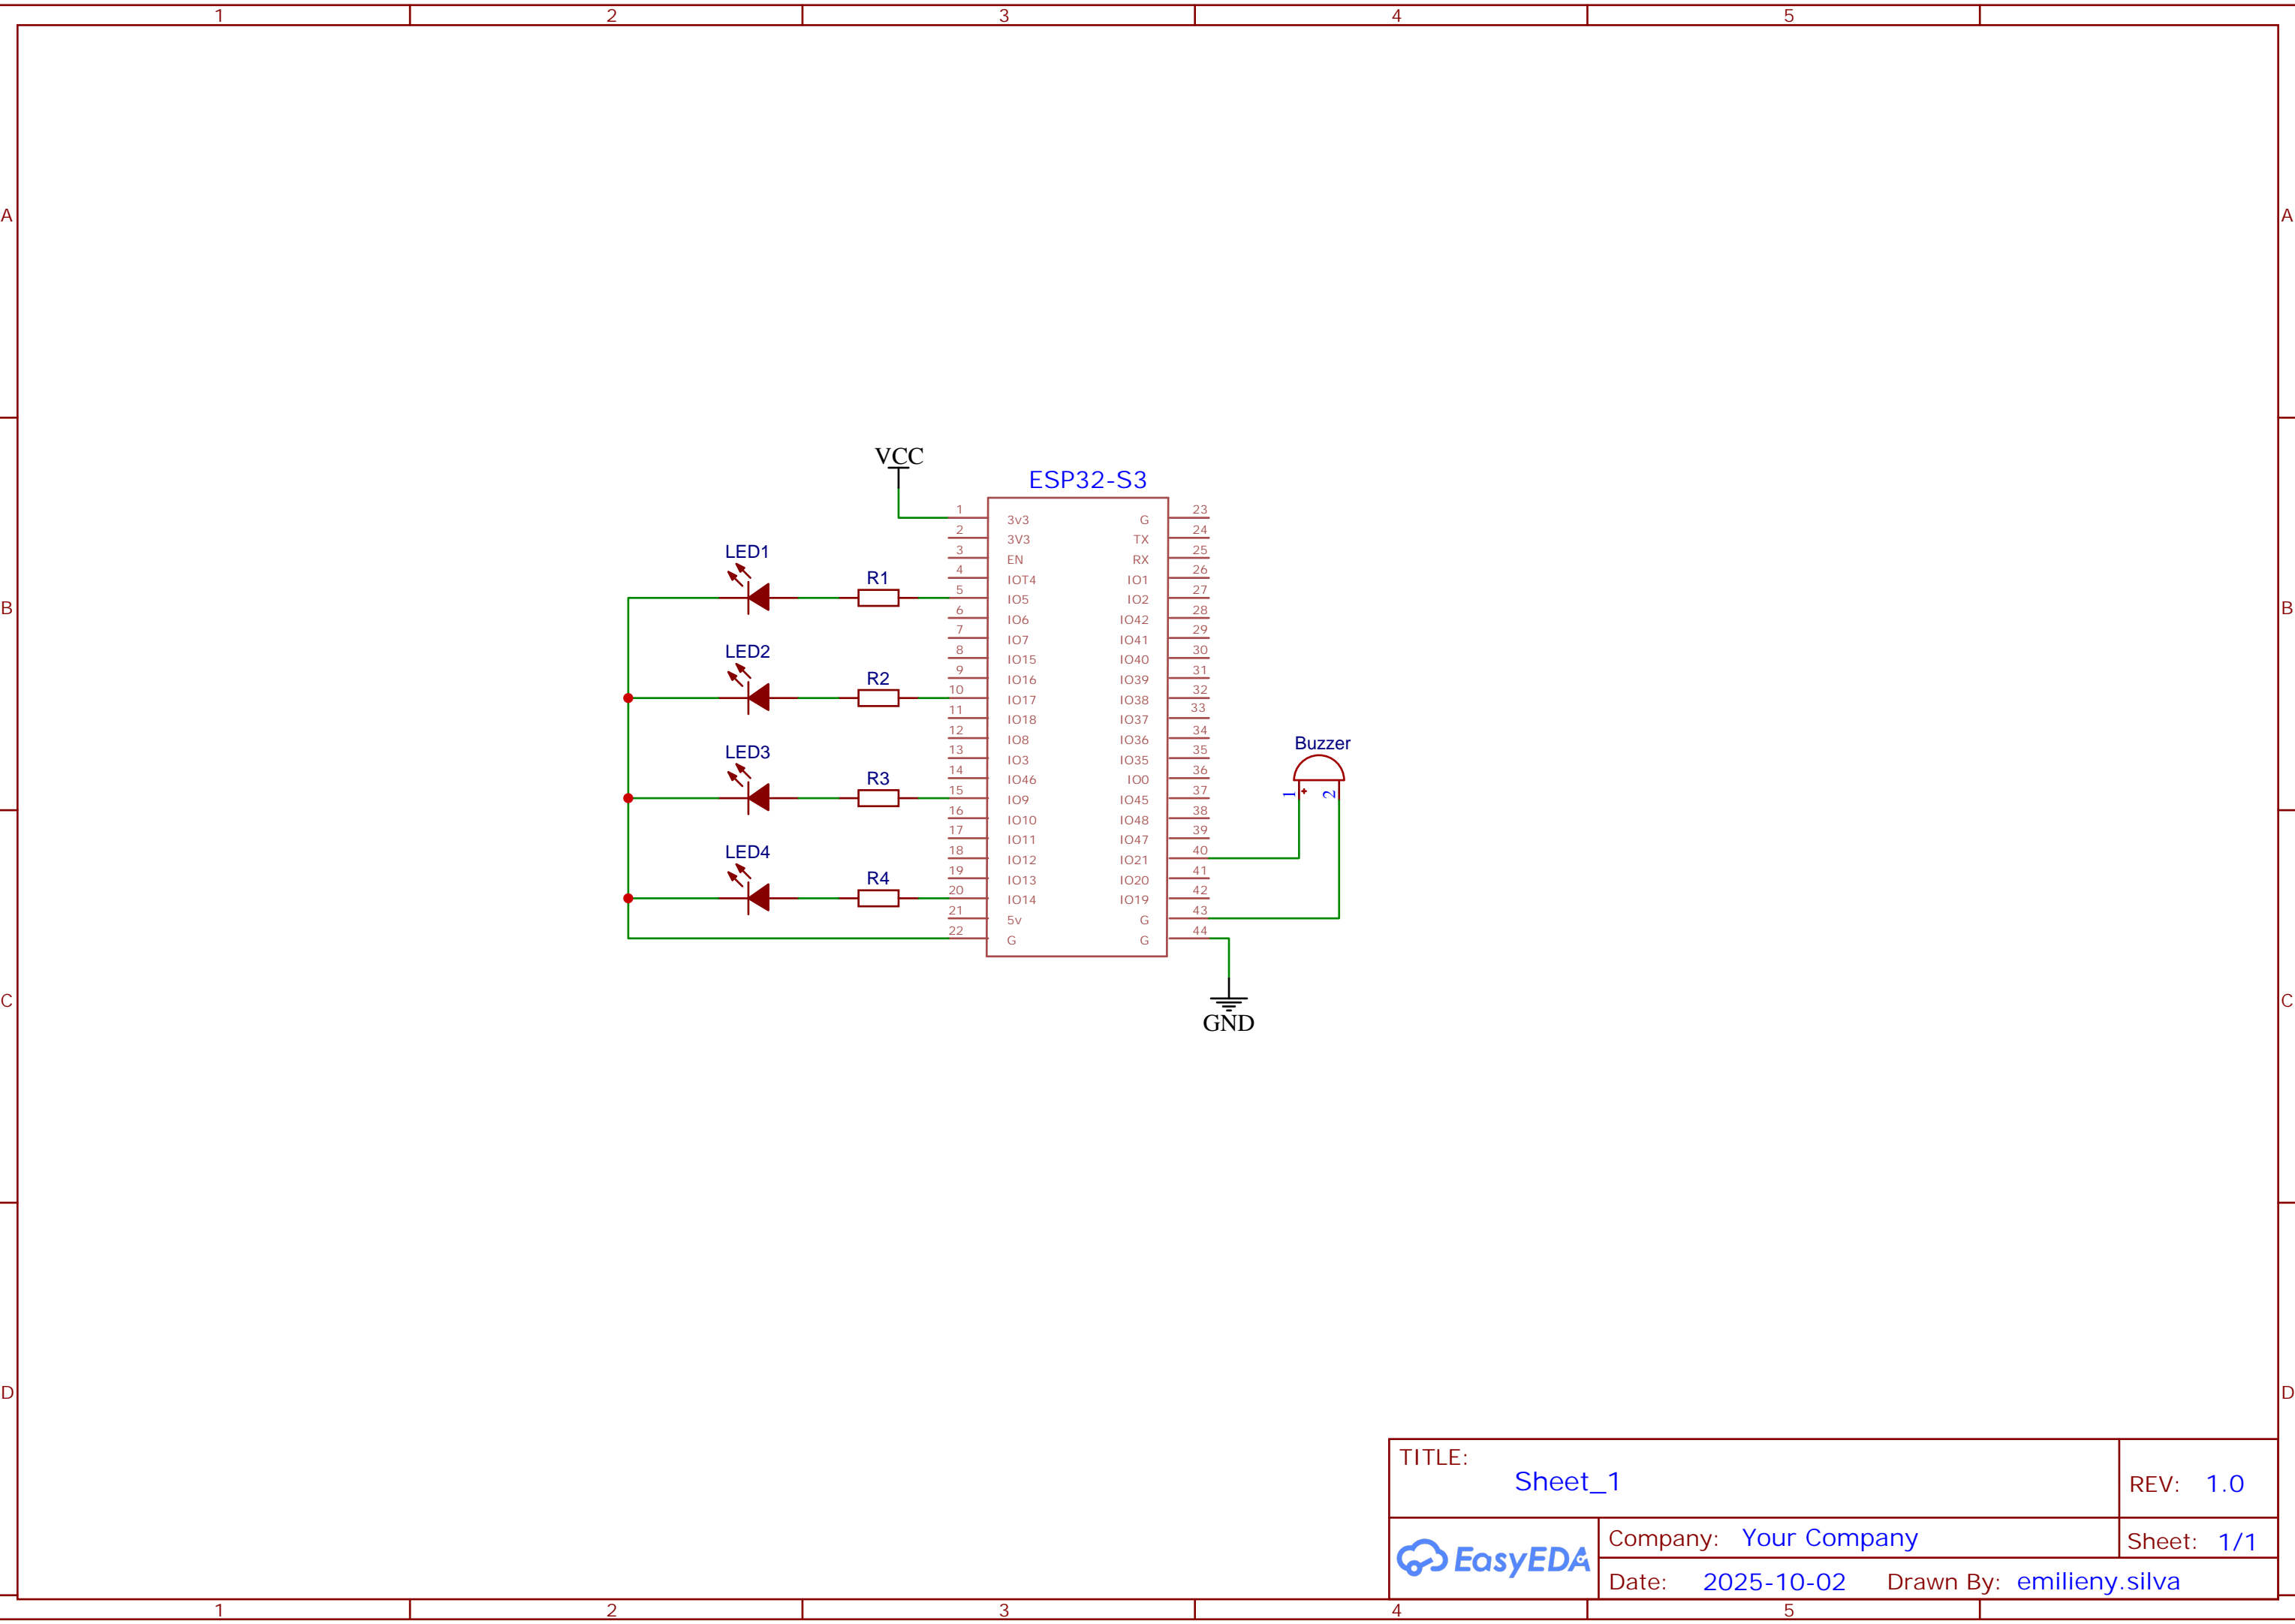 1 2 3 4 5
A A
B B
C C
D D
VCC
ESP32-S3
1 3v3 G 23
2 3V3 TX 24
3 EN RX 25
4 IOT4 IO1 26
5 IO5 IO2 27
6 IO6 IO42 28
7 IO7 IO41 29
8 IO15 IO40 30
9 IO16 IO39 31
10 IO17 IO38 32
11 IO18 IO37 33
12 IO8 IO36 34
13 IO3 IO35 35
14 IO46 IO0 36
15 IO9 IO45 37
16 IO10 IO48 38
17 IO11 IO47 39
18 IO12 IO21 40
19 IO13 IO20 41
20 IO14 IO19 42
21 5v G 43
22 G G 44
LED1
R1
LED2
R2
LED3
R3
LED4
R4
Buzzer
1 + 2
GND
TITLE:
Sheet_1
REV: 1.0
EasyEDA
Company: Your Company
Sheet: 1/1
Date: 2025-10-02 Drawn By: emilieny.silva
1 2 3 4 5